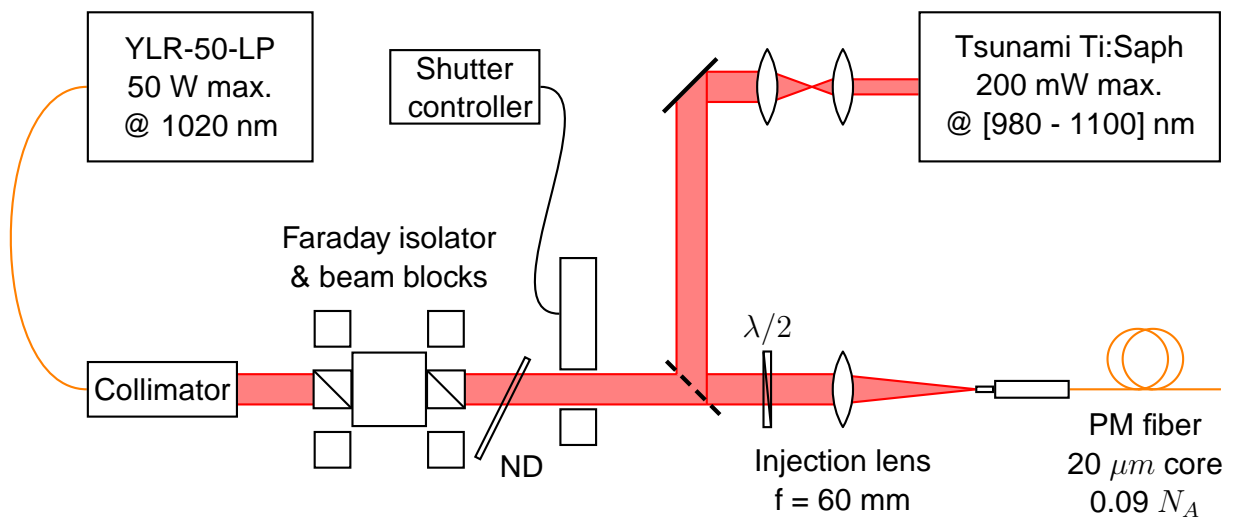 YLR-50-LP
50 W max.
@ 1020 nm
Shutter
controller
Tsunami Ti:Saph
200 mW max.
@ [980 - 1100] nm
Faraday isolator
& beam blocks
λ/2
Collimator
ND
Injection lens
f = 60 mm
PM fiber
20 μm core
0.09 N_A